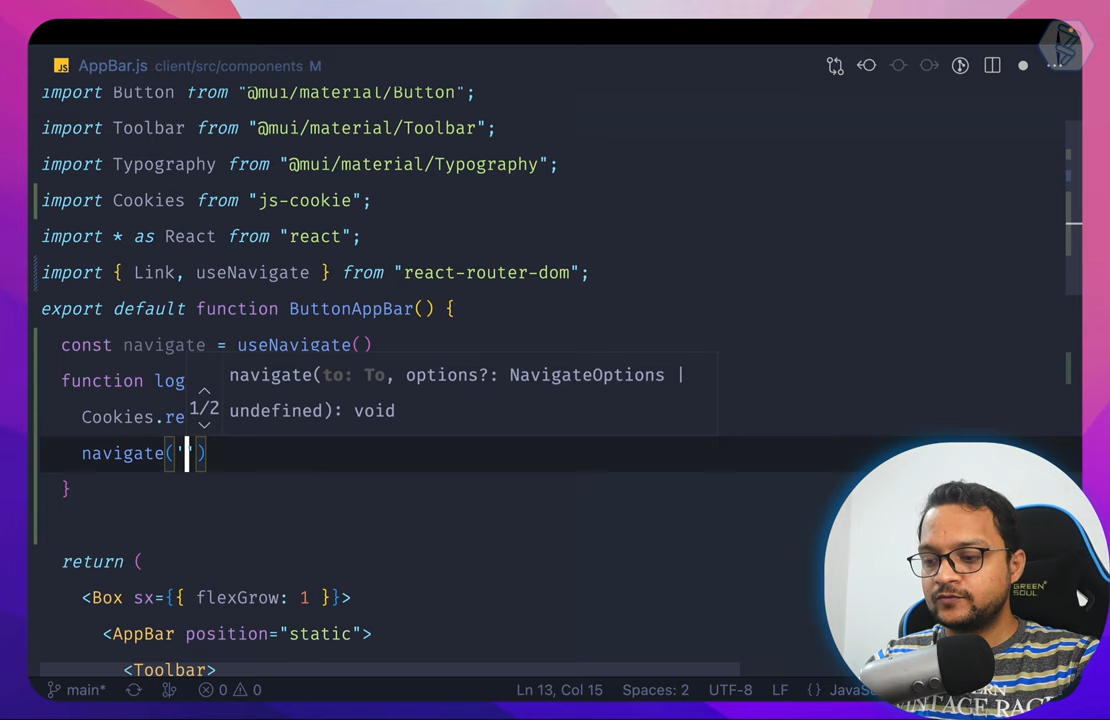 AppBar.js client/src/components M
import Button from "@mui/material/Button";
import Toolbar from "@mui/material/Toolbar";
import Typography from "@mui/material/Typography";
import Cookies from "js-cookie";
import * as React from "react";
import { Link, useNavigate } from "react-router-dom";
export default function ButtonAppBar() {
const navigate = useNavigate()
function log
navigate(to: To, options?: NavigateOptions |
1/2
undefined): void
Cookies.re
navigate('')
}
return (
<Box sx={{ flexGrow: 1 }}>
<AppBar position="static">
<Toolbar>
GREEN
SOUL
main* 0 0 Ln 13, Col 15 Spaces: 2 UTF-8 LF {}
VINTAGE RAC